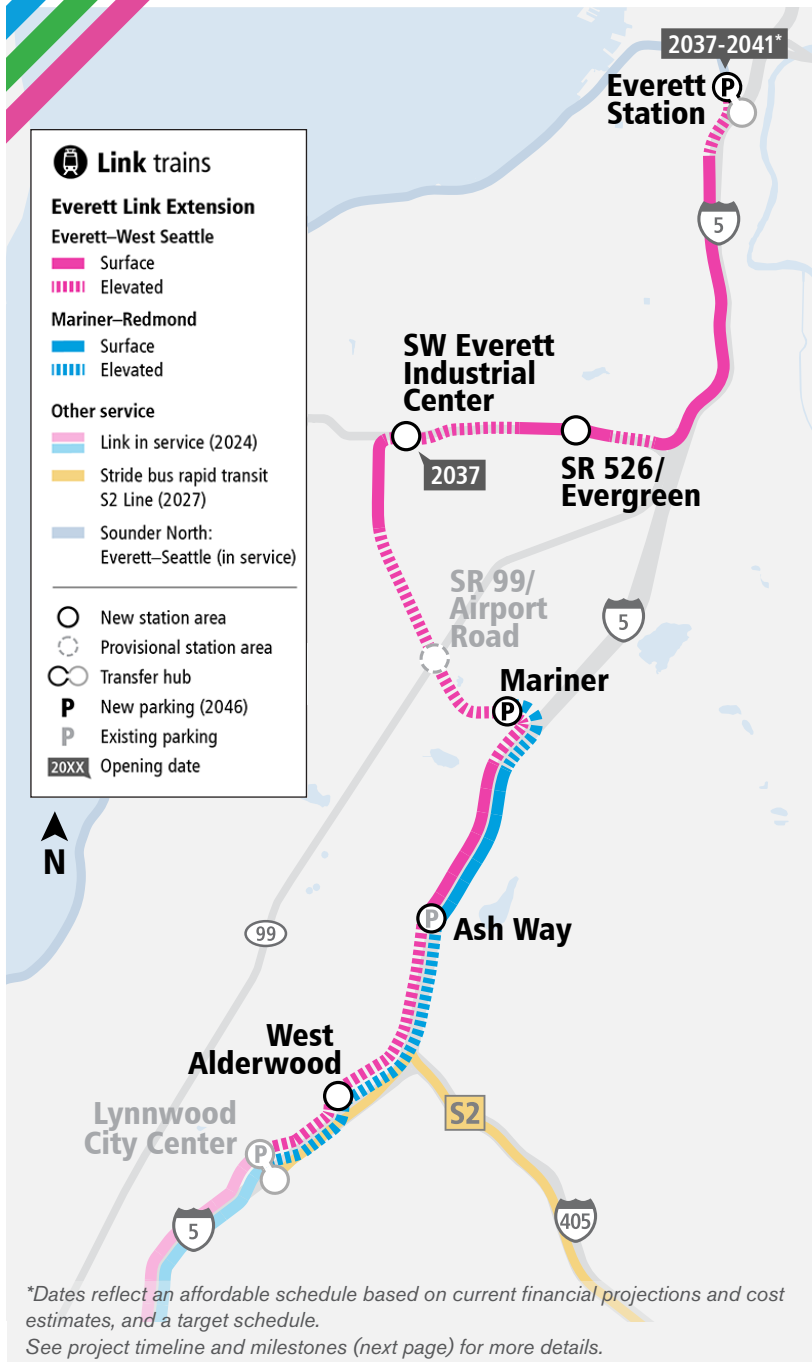 2037-2041*
Everett
Station
5
Link trains
Everett Link Extension
Everett–West Seattle
Surface
Elevated
Mariner–Redmond
Surface
Elevated
Other service
Link in service (2024)
Stride bus rapid transit
S2 Line (2027)
Sounder North:
Everett–Seattle (in service)
New station area
Provisional station area
Transfer hub
P New parking (2046)
P Existing parking
20XX Opening date
N
SW Everett
Industrial
Center
2037
SR 526/
Evergreen
SR 99/
Airport
Road
5
Mariner
P
P
Ash Way
99
West
Alderwood
S2
Lynnwood
City Center
P
5
405
P
*Dates reflect an affordable schedule based on current financial projections and cost
estimates, and a target schedule.
See project timeline and milestones (next page) for more details.